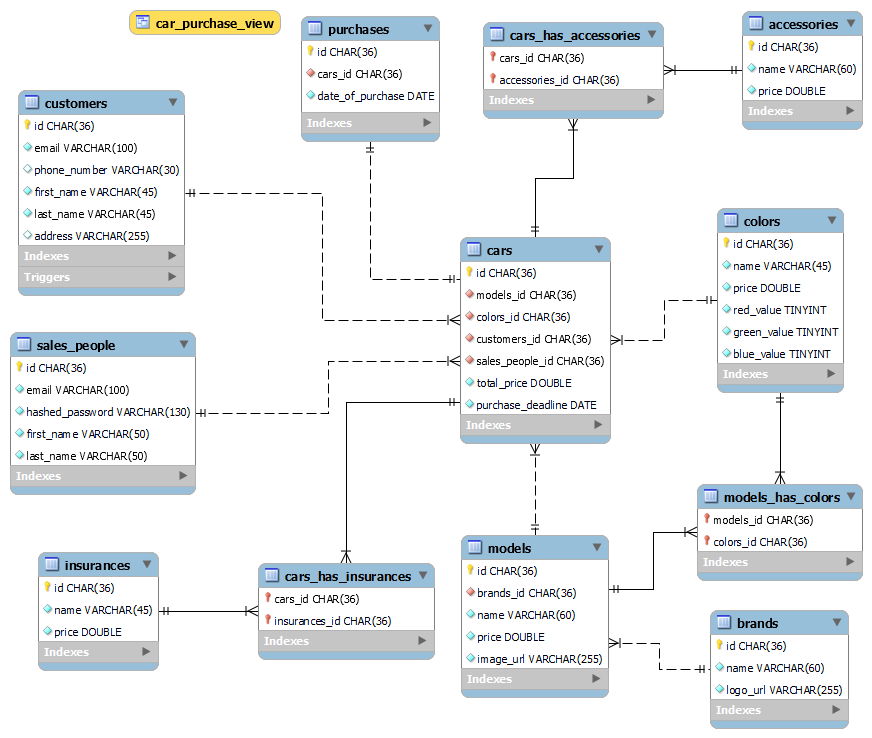 car_purchase_view
purchases
id CHAR(36)
cars_id CHAR(36)
date_of_purchase DATE
Indexes
cars_has_accessories
cars_id CHAR(36)
accessories_id CHAR(36)
Indexes
accessories
id CHAR(36)
name VARCHAR(60)
price DOUBLE
Indexes
customers
id CHAR(36)
email VARCHAR(100)
phone_number VARCHAR(30)
first_name VARCHAR(45)
last_name VARCHAR(45)
address VARCHAR(255)
Indexes
Triggers
cars
id CHAR(36)
models_id CHAR(36)
colors_id CHAR(36)
customers_id CHAR(36)
sales_people_id CHAR(36)
total_price DOUBLE
purchase_deadline DATE
Indexes
colors
id CHAR(36)
name VARCHAR(45)
price DOUBLE
red_value TINYINT
green_value TINYINT
blue_value TINYINT
Indexes
sales_people
id CHAR(36)
email VARCHAR(100)
hashed_password VARCHAR(130)
first_name VARCHAR(50)
last_name VARCHAR(50)
Indexes
models_has_colors
models_id CHAR(36)
colors_id CHAR(36)
Indexes
insurances
id CHAR(36)
name VARCHAR(45)
price DOUBLE
Indexes
cars_has_insurances
cars_id CHAR(36)
insurances_id CHAR(36)
Indexes
models
id CHAR(36)
brands_id CHAR(36)
name VARCHAR(60)
price DOUBLE
image_url VARCHAR(255)
Indexes
brands
id CHAR(36)
name VARCHAR(60)
logo_url VARCHAR(255)
Indexes